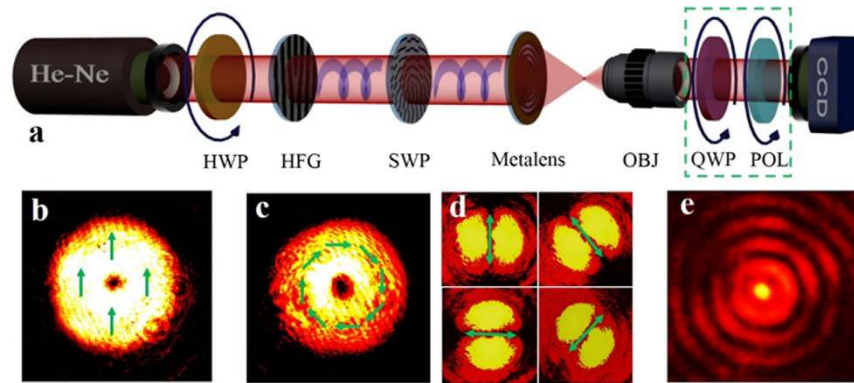 He-Ne
CCD
a
HWP HFG SWP Metalens OBJ QWP POL
b c d e